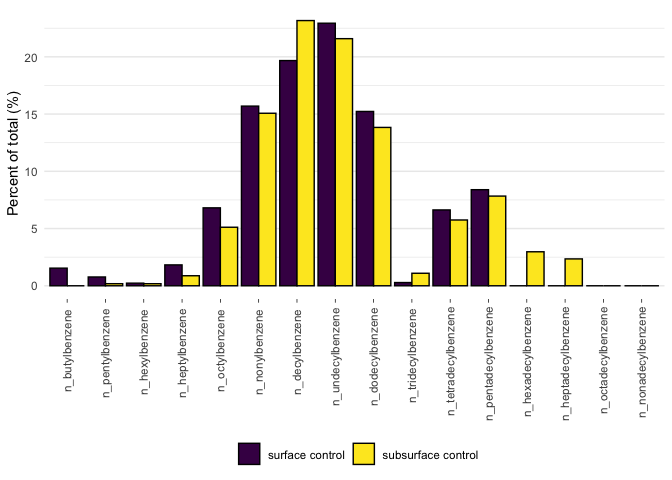 Percent of total (%)
20
15
10
5
0
n_butylbenzene
n_pentylbenzene
n_hexylbenzene
n_heptylbenzene
n_octylbenzene
n_nonylbenzene
n_decylbenzene
n_undecylbenzene
n_dodecylbenzene
n_tridecylbenzene
n_tetradecylbenzene
n_pentadecylbenzene
n_hexadecylbenzene
n_heptadecylbenzene
n_octadecylbenzene
n_nonadecylbenzene
surface control
subsurface control